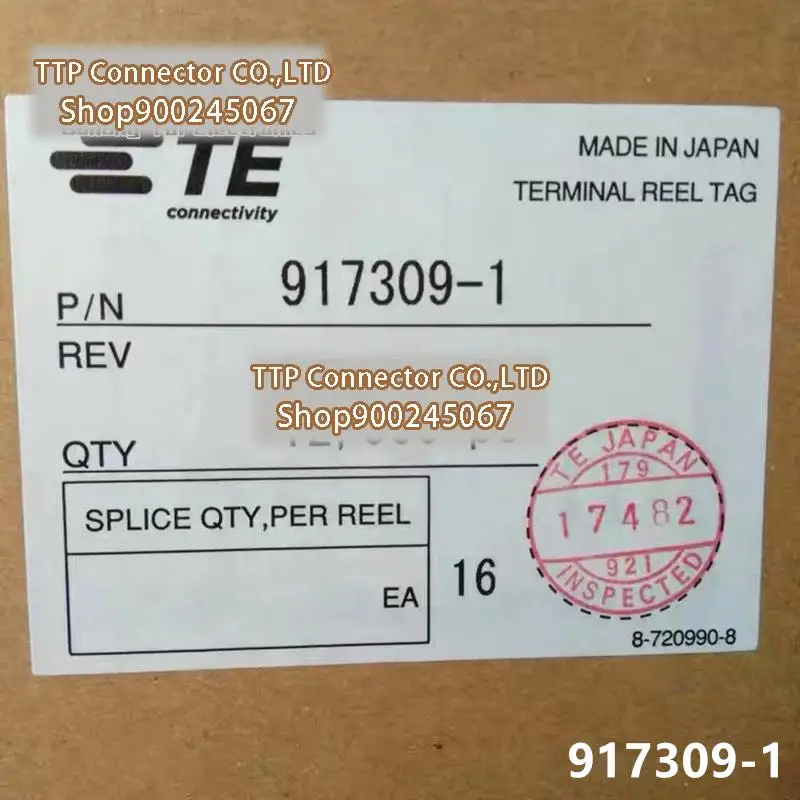 TTP Connector CO.,LTD
Shop900245067
TE
connectivity
MADE IN JAPAN
TERMINAL REEL TAG
P/N 917309-1
REV
TTP Connector CO.,LTD
Shop900245067
QTY
SPLICE QTY,PER REEL
EA
16
TE JAPAN
179
17482
921
INSPECTED
8-720990-8
917309-1